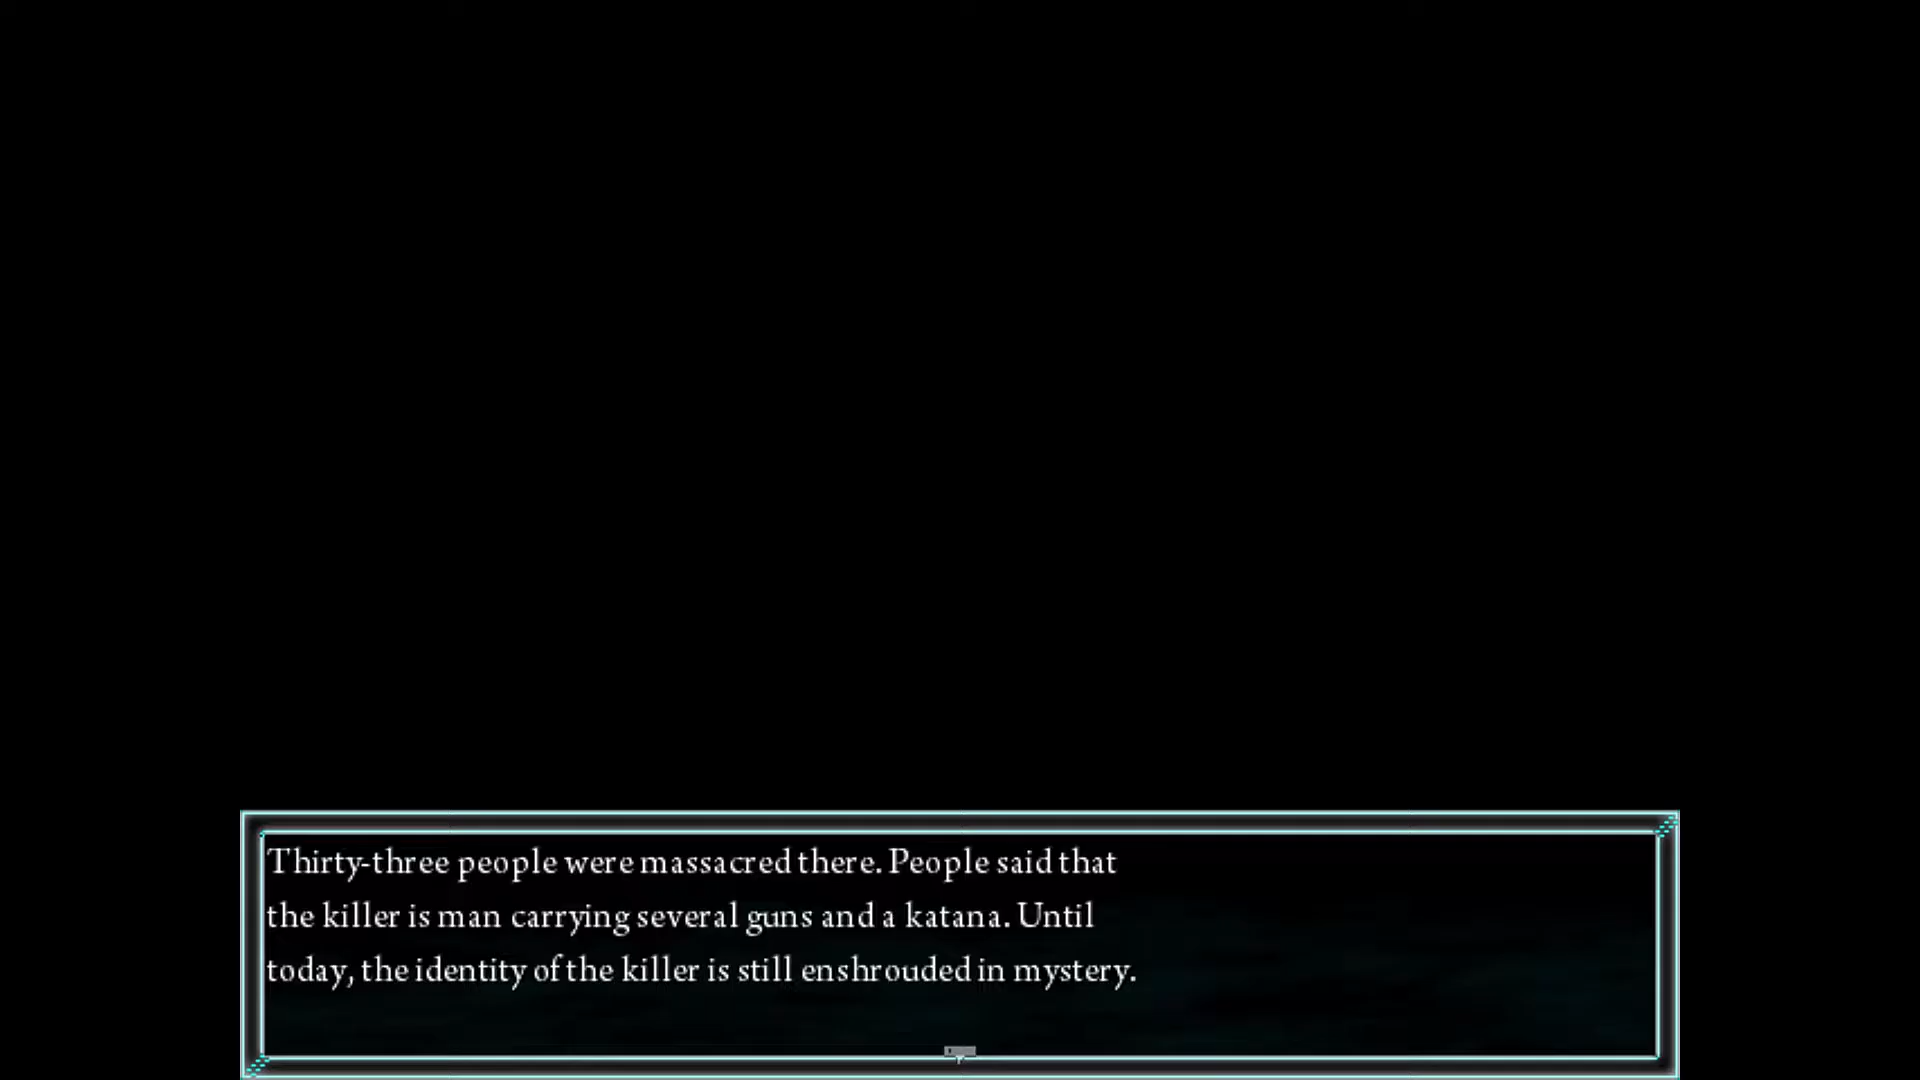 Thirty-three people were massacred there. People said that
the killer is man carrying several guns and a katana. Until
today, the identity of the killer is still enshrouded in mystery.